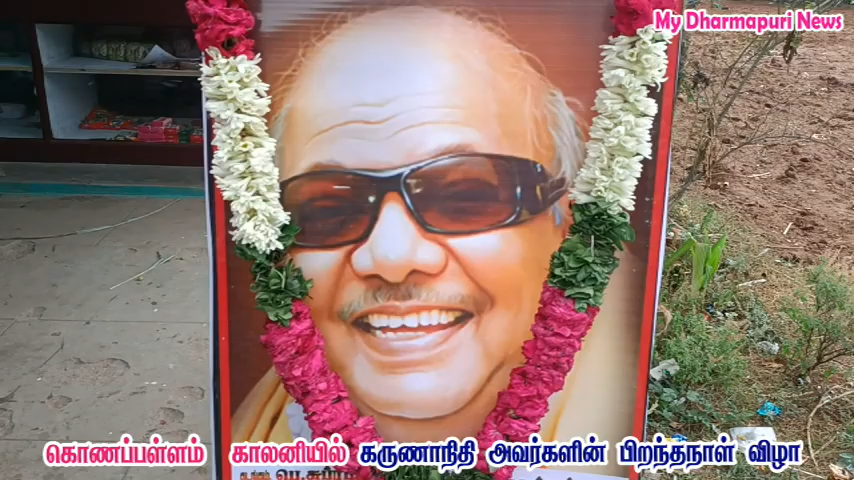 My Dharmapuri News
கொணப்பள்ளம் காலனியில் கருணாநிதி அவர்களின் பிறந்தநாள் விழா